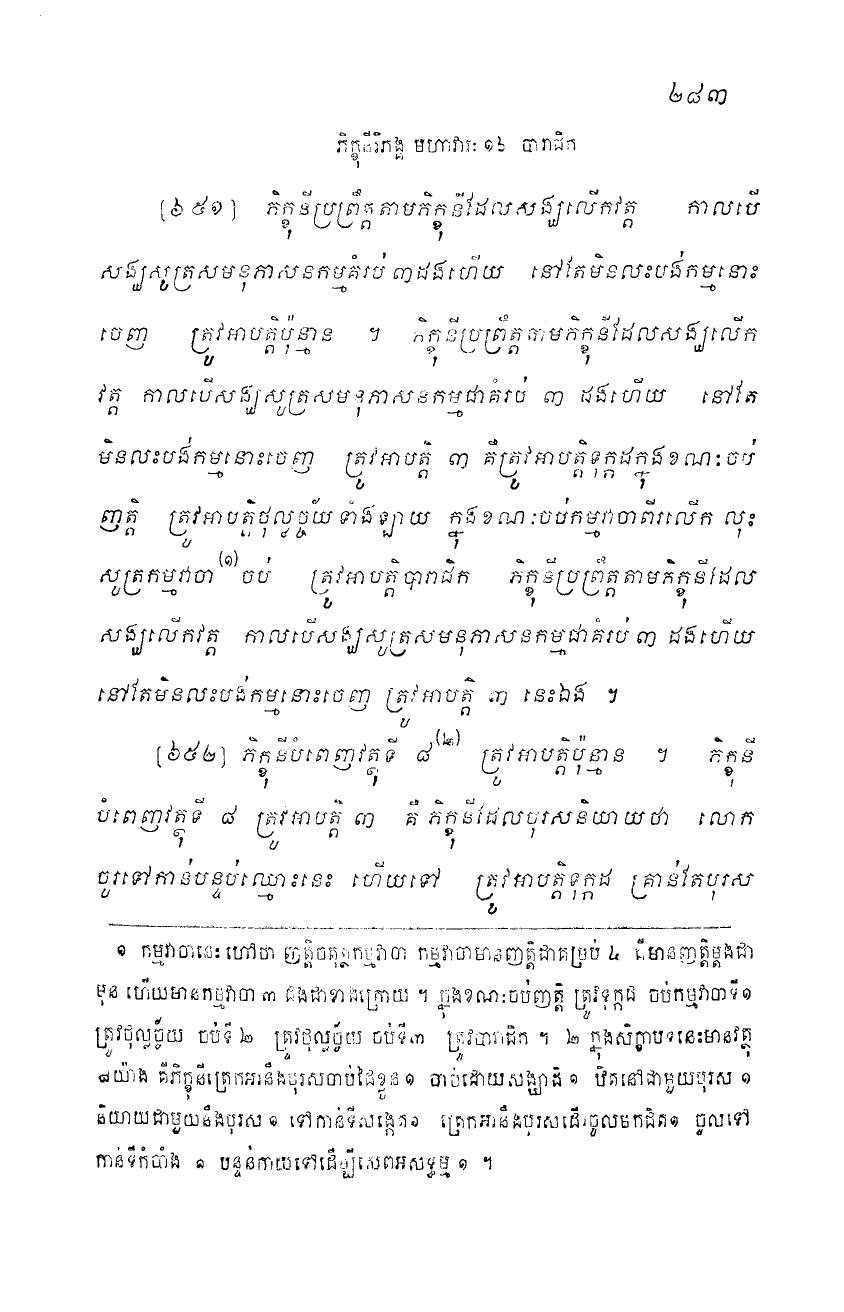 ២៨៣
ភិក្ខុនីវិភង្គ មហាវារៈ ១៦ បារាជិក
[៦៥១] ភិក្ខុនីប្រព្រឹត្តតាមភិក្ខុនីដែលសង្ឃលើកវត្ត កាលបើ
សង្ឃសូត្រសមនុភាសនកម្មគំរប់ ៣ដងហើយ នៅតែមិនលះបង់កម្មនោះ
ចេញ ត្រូវអាបត្តិប៉ុន្មាន ។ ភិក្ខុនីប្រព្រឹត្តតាមភិក្ខុនីដែលសង្ឃលើក
វត្ត កាលបើសង្ឃសូត្រសមនុភាសនកម្មជាគំរប់ ៣ ដងហើយ នៅតែ
មិនលះបង់កម្មនោះចេញ ត្រូវអាបត្តិ ៣ គឺត្រូវអាបត្តិទុក្កដក្នុងខណៈចប់
ញត្តិ ត្រូវអាបត្តិថុល្លច្ច័យទាំងឡាយ ក្នុងខណៈចប់កម្មវាចាពីរលើក លុះ
សូត្រកម្មវាចា(១)ចប់ ត្រូវអាបត្តិបារាជិក ភិក្ខុនីប្រព្រឹត្តតាមភិក្ខុនីដែល
សង្ឃលើកវត្ត កាលបើសង្ឃសូត្រសមនុភាសនកម្មជាគំរប់ ៣ ដងហើយ
នៅតែមិនលះបង់កម្មនោះចេញ ត្រូវអាបត្តិ ៣ នេះឯង ។
[៦៥២] ភិក្ខុនីបំពេញវត្ថុទី ៨(២) ត្រូវអាបត្តិប៉ុន្មាន ។ ភិក្ខុនី
បំពេញវត្ថុទី ៨ ត្រូវអាបត្តិ ៣ គឺ ភិក្ខុនីដែលបុរសនិយាយថា លោក
ចូរទៅកាន់បន្ទប់ឈ្មោះនេះ ហើយទៅ ត្រូវអាបត្តិទុក្កដ គ្រាន់តែបុរស
១ កម្មវាចានេះ ហៅថា ញត្តិចតុត្ថកម្មវាចា កម្មវាចាមានញត្តិជាគម្រប់ ៤ គឺមានញត្តិម្តងជា
មុន ហើយមានកម្មវាចា ៣ ដងជាខាងក្រោយ ។ ក្នុងខណៈចប់ញត្តិ ត្រូវទុក្កដ ចប់កម្មវាចាទី១
ត្រូវថុល្លច្ច័យ ចប់ទី ២ ត្រូវថុល្លច្ច័យ ចប់ទី៣ ត្រូវបារាជិក ។ ២ ក្នុងសិក្ខាបទនេះមានវត្ថុ
៨យ៉ាង គឺភិក្ខុនីត្រេកអរនឹងបុរសចាប់ដៃខ្លួន ១ ចាប់ដោយសង្ឃាដី ១ ឋិតនៅជាមួយបុរស ១
និយាយជាមួយនឹងបុរស ១ ទៅកាន់ទីសង្កេត១ ត្រេកអរនឹងបុរសដើរចូលមកជិត១ ចូលទៅ
កាន់ទីកំបាំង ១ បន្ទន់កាយទៅដើម្បីសេពអសទ្ធម្ម ១ ។